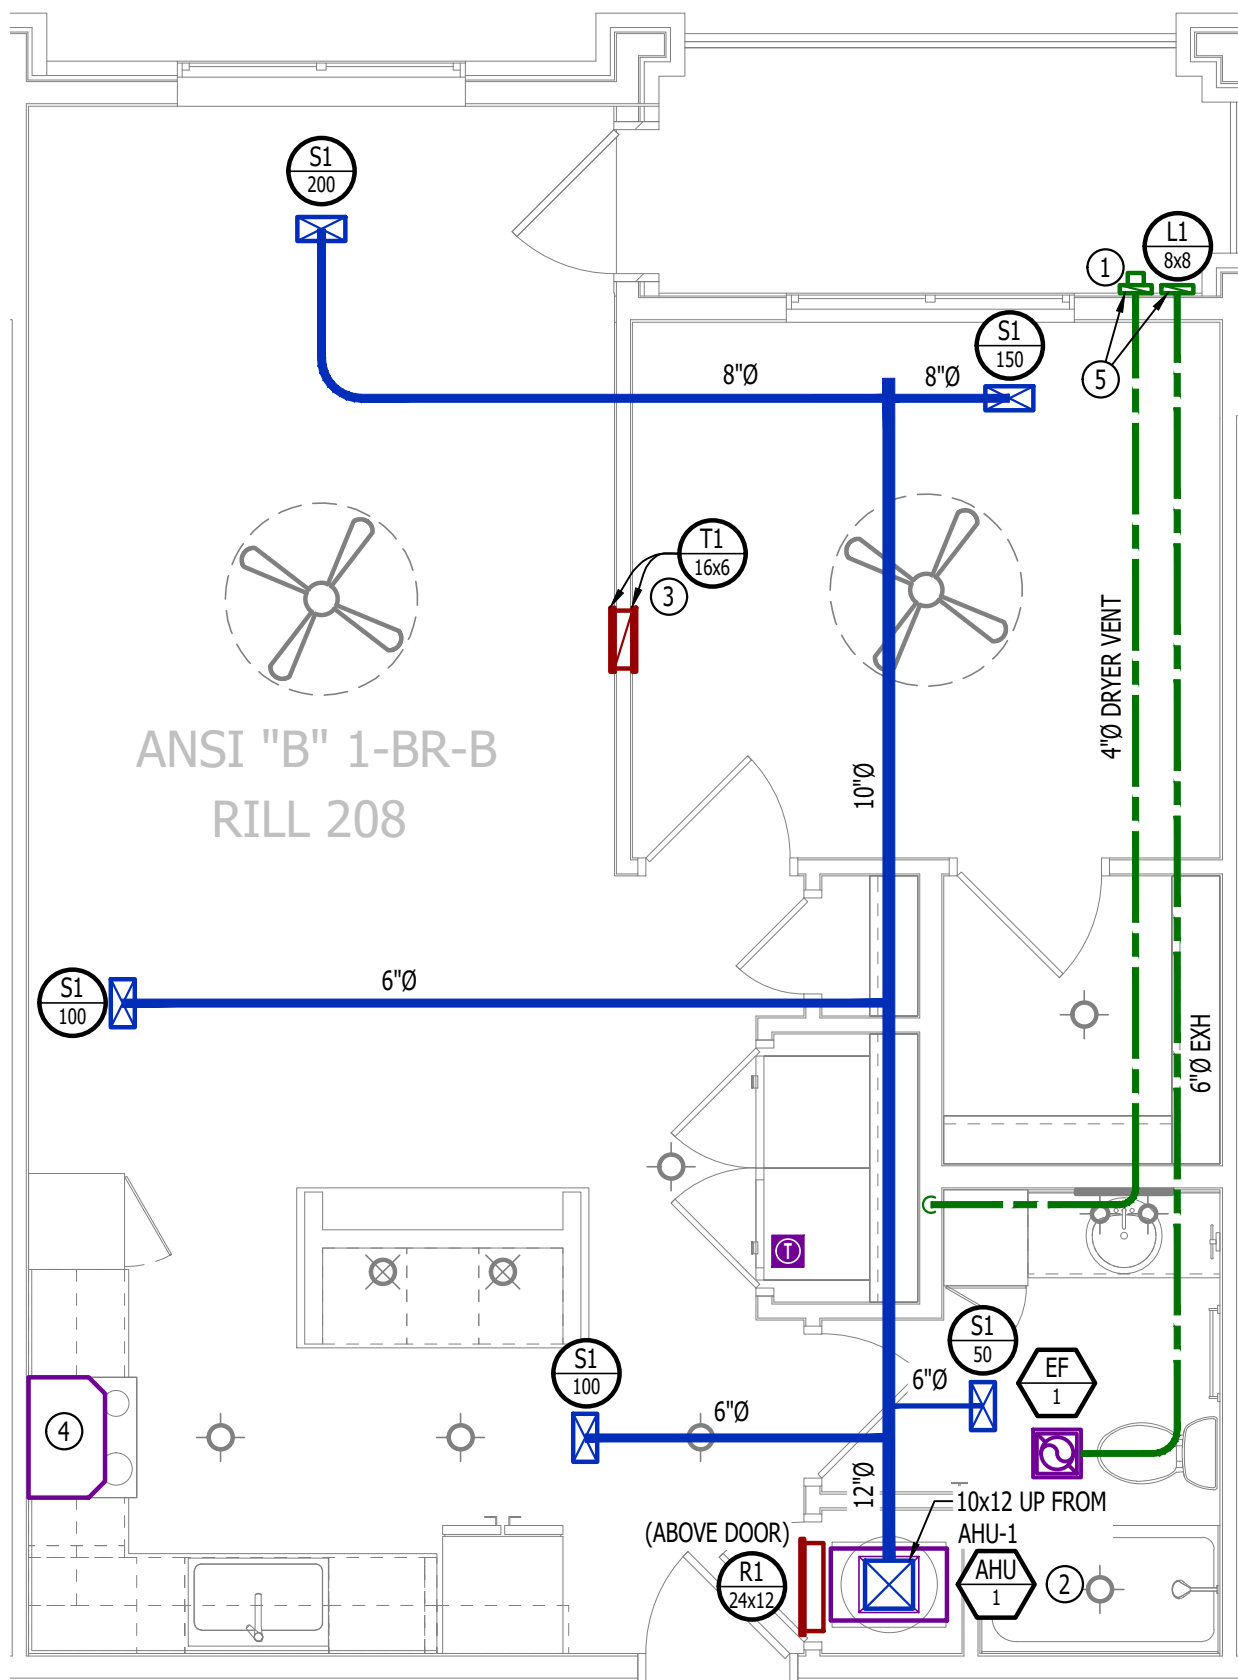 S1
200
L1
8x8
1
S1
150
5
8"Ø
8"Ø
T1
16x6
3
4"Ø DRYER VENT
ANSI "B" 1-BR-B
RILL 208
10"Ø
S1
100
6"Ø
6"Ø EXH
T
S1
50
EF
1
S1
100
6"Ø
6"Ø
4
12"Ø
10x12 UP FROM
AHU-1
(ABOVE DOOR)
R1
24x12
AHU
1
2